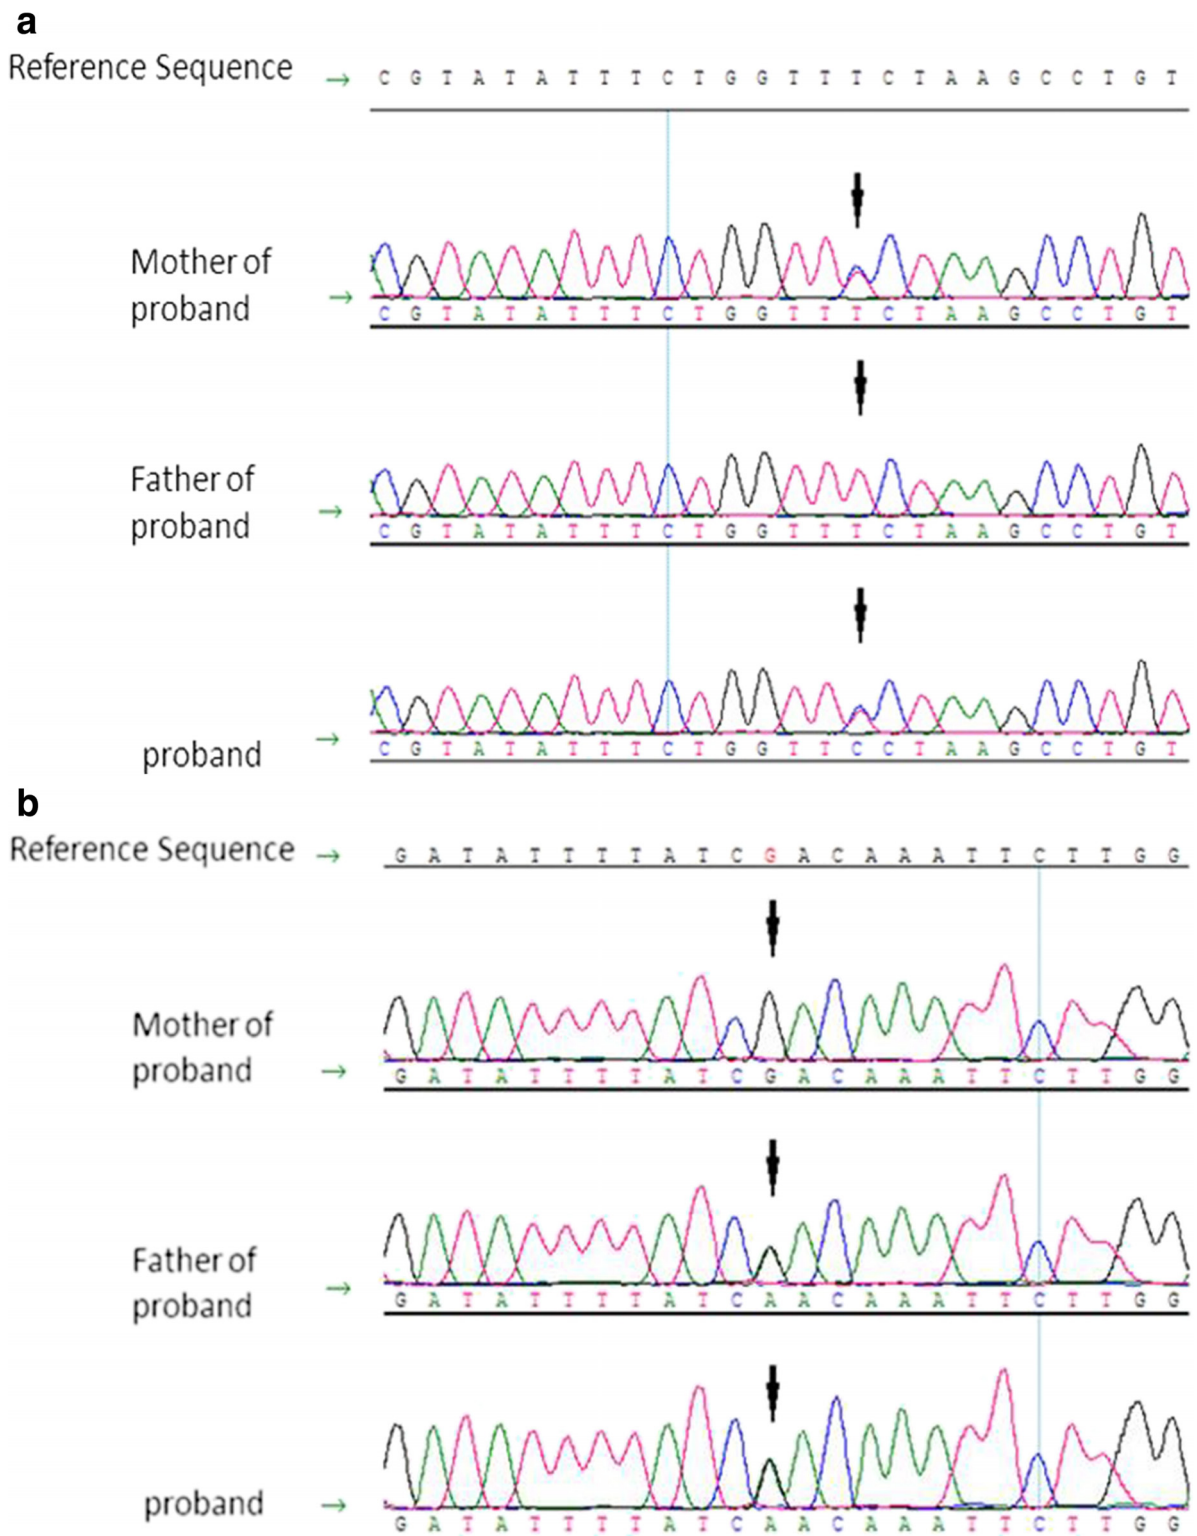 a
Reference Sequence → C G T A T A T T T C T G G T T T C T A A G C C T G T
Mother of
proband →
C G T A T A T T T C T G G T T T C T A A G C C T G T
Father of
proband →
C G T A T A T T T C T G G T T T C T A A G C C T G T
proband →
C G T A T A T T T C T G G T T C C T A A G C C T G T
b
Reference Sequence → G A T A T T T T A T C G A C A A A T T C T T G G
Mother of
proband →
G A T A T T T T A T C G A C A A A T T C T T G G
Father of
proband →
G A T A T T T T A T C A A C A A A T T C T T G G
proband →
G A T A T T T T A T C A A C A A A T T C T T G G